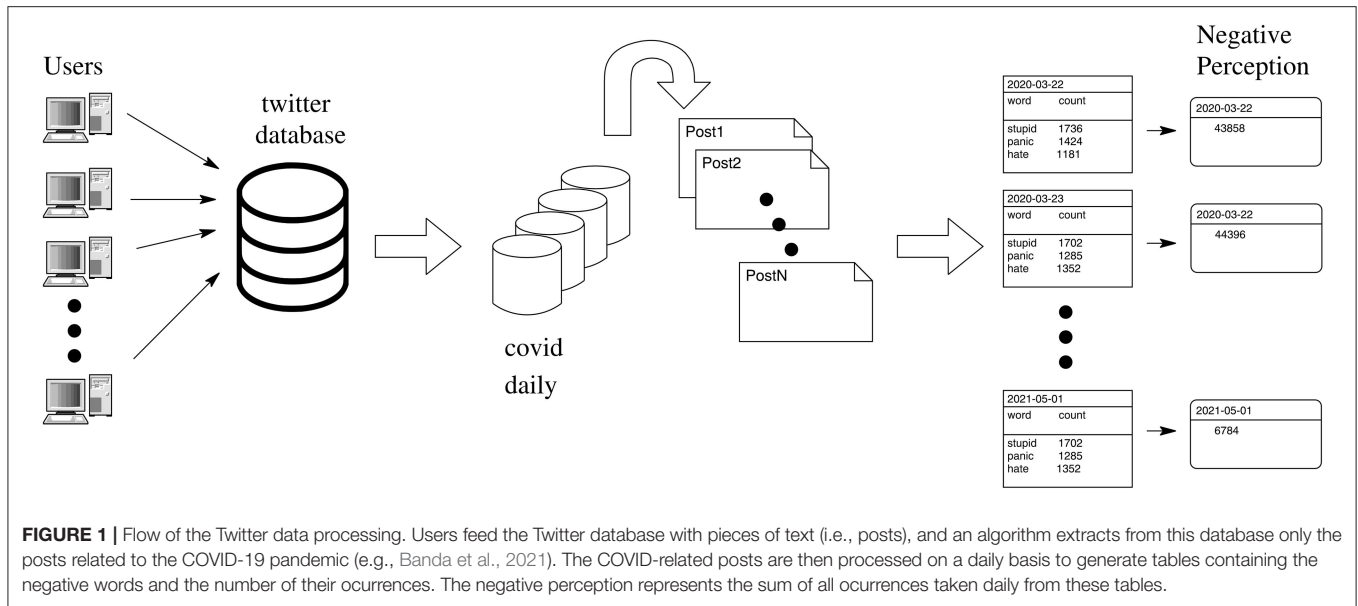 Users
twitter
database
covid
daily
Post1
Post2
PostN
2020-03-22
word count
stupid 1736
panic 1424
hate 1181
2020-03-23
word count
stupid 1702
panic 1285
hate 1352
2021-05-01
word count
stupid 1702
panic 1285
hate 1352
Negative
Perception
2020-03-22
43858
2020-03-22
44396
2021-05-01
6784
FIGURE 1 | Flow of the Twitter data processing. Users feed the Twitter database with pieces of text (i.e., posts), and an algorithm extracts from this database only the
posts related to the COVID-19 pandemic (e.g., Banda et al., 2021). The COVID-related posts are then processed on a daily basis to generate tables containing the
negative words and the number of their ocurrences. The negative perception represents the sum of all ocurrences taken daily from these tables.